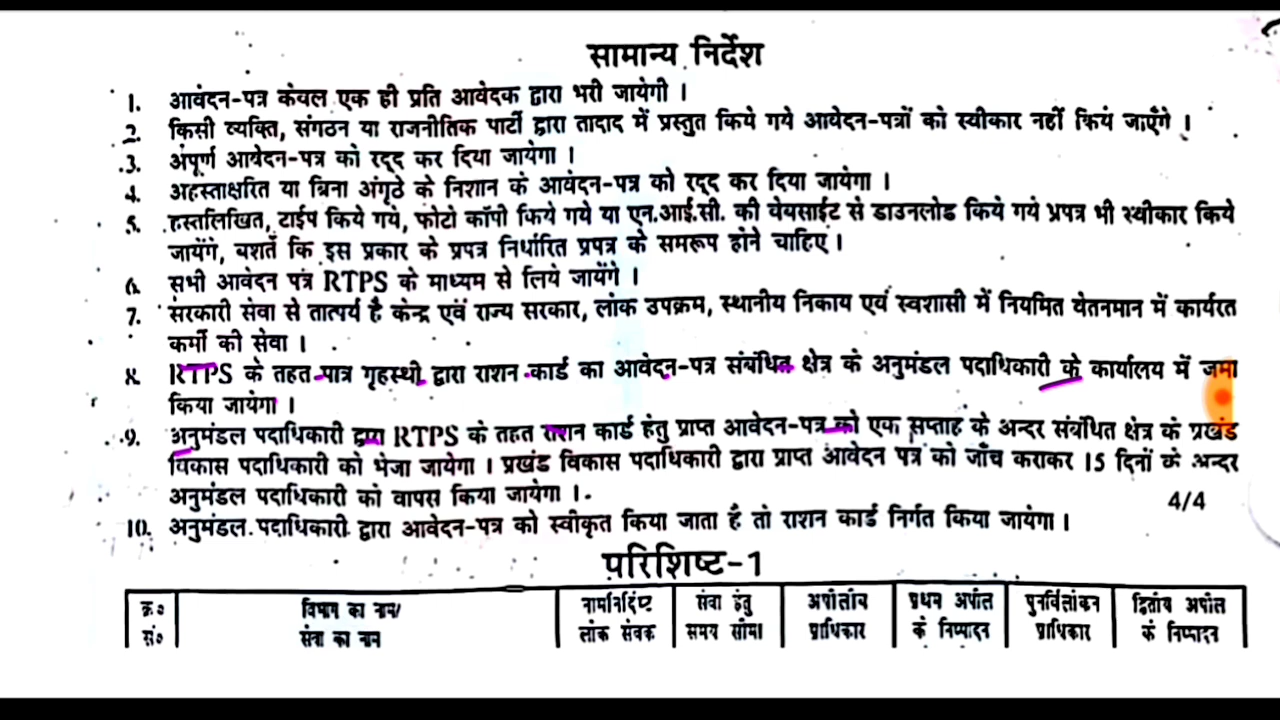 सामान्य निर्देश
1. आवेदन-पत्र केवल एक ही प्रति आवेदक द्वारा भरी जायेगी ।
2. किसी व्यक्ति, संगठन या राजनीतिक पार्टी द्वारा तादाद में प्रस्तुत किये गये आवेदन-पत्रों को स्वीकार नहीं किये जाएँगे ।
3. अपूर्ण आवेदन-पत्र को रद्द कर दिया जायेगा ।
4. अहस्ताक्षरित या बिना अंगूठे के निशान के आवेदन-पत्र को रद्द कर दिया जायेगा ।
5. हस्तलिखित, टाईप किये गये, फोटो कॉपी किये गये या एन.आई.सी. की वेबसाईट से डाउनलोड किये गये प्रपत्र भी स्वीकार किये
जायेंगे, बशर्ते कि इस प्रकार के प्रपत्र निर्धारित प्रपत्र के समरूप होने चाहिए ।
6. सभी आवेदन पत्र RTPS के माध्यम से लिये जायेंगे ।
7. सरकारी सेवा से तात्पर्य है केन्द्र एवं राज्य सरकार, लोक उपक्रम, स्थानीय निकाय एवं स्वशासी में नियमित वेतनमान में कार्यरत
कर्मी की सेवा ।
8. RTPS के तहत पात्र गृहस्थी द्वारा राशन कार्ड का आवेदन-पत्र संबंधित क्षेत्र के अनुमंडल पदाधिकारी के कार्यालय में जमा
किया जायेगा ।
9. अनुमंडल पदाधिकारी द्वारा RTPS के तहत राशन कार्ड हेतु प्राप्त आवेदन-पत्र को एक सप्ताह के अन्दर संबंधित क्षेत्र के प्रखंड
विकास पदाधिकारी को भेजा जायेगा । प्रखंड विकास पदाधिकारी द्वारा प्राप्त आवेदन पत्र को जाँच कराकर 15 दिनों के अन्दर
अनुमंडल पदाधिकारी को वापस किया जायेगा ।
4/4
10. अनुमंडल पदाधिकारी द्वारा आवेदन-पत्र को स्वीकृत किया जाता है तो राशन कार्ड निर्गत किया जायेगा ।
परिशिष्ट-1
क्र० विभाग का नाम/ नामनिर्दिष्ट सेवा हेतु अपीलीय प्रथम अपील पुनर्विलोकन द्वितीय अपील
सं० सेवा का नाम लोक सेवक समय सीमा प्राधिकार के निष्पादन प्राधिकार के निष्पादन